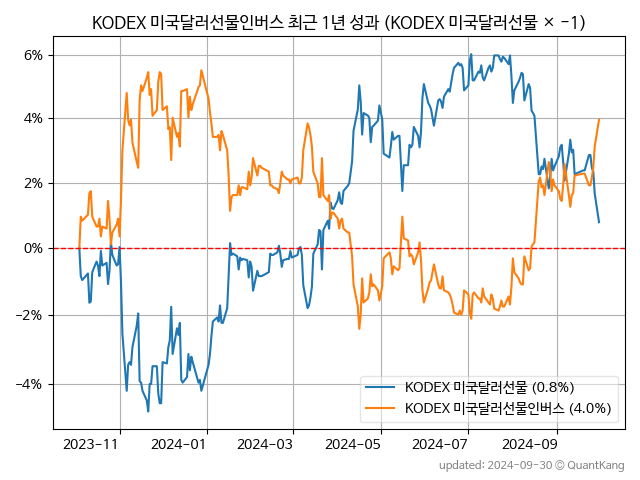 KODEX 미국달러선물인버스 최근 1년 성과 (KODEX 미국달러선물 × -1)
6%
4%
2%
0%
-2%
-4%
KODEX 미국달러선물 (0.8%)
KODEX 미국달러선물인버스 (4.0%)
2023-11 2024-01 2024-03 2024-05 2024-07 2024-09
updated: 2024-09-30 © QuantKang